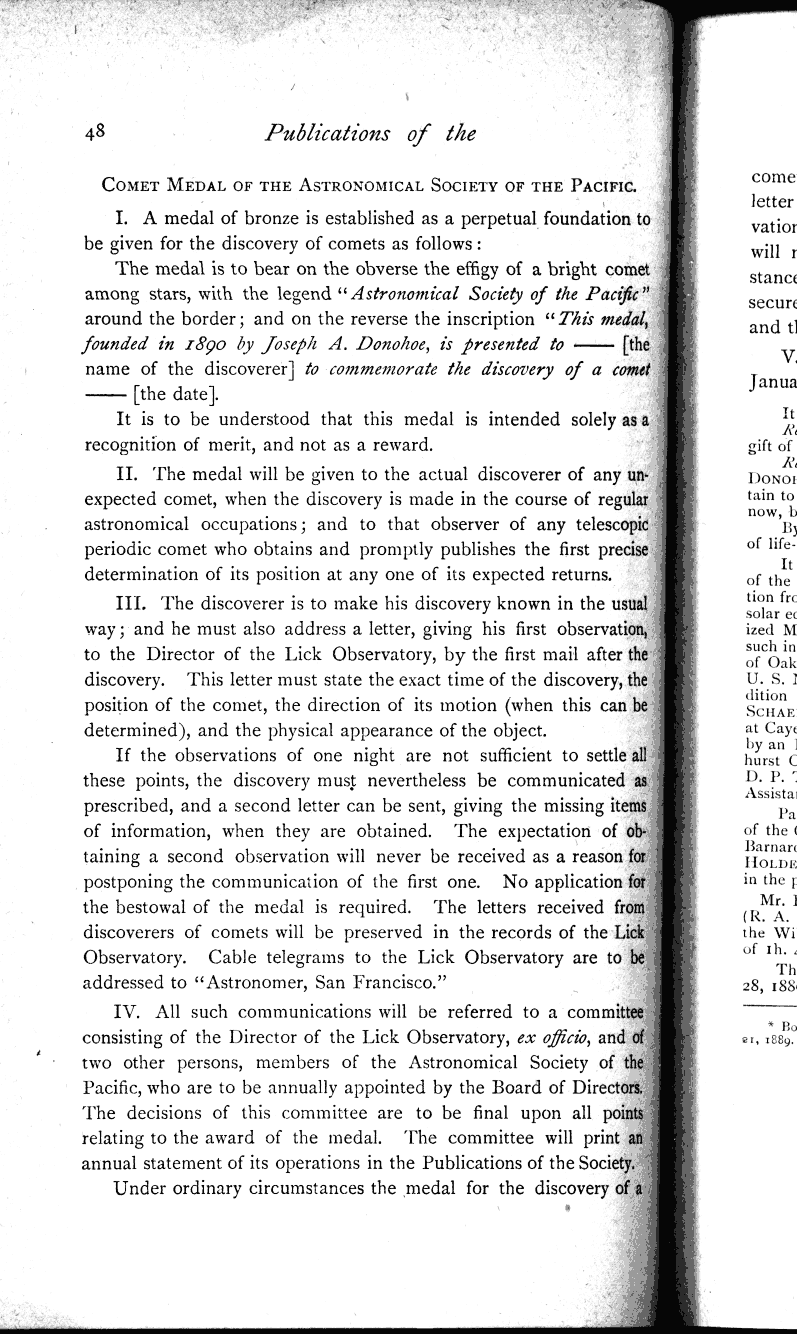 48 Publications of the
COMET MEDAL OF THE ASTRONOMICAL SOCIETY OF THE PACIFIC.
I. A medal of bronze is established as a perpetual foundation to
be given for the discovery of comets as follows:
The medal is to bear on the obverse the effigy of a bright comet
among stars, with the legend "Astronomical Society of the Pacific"
around the border; and on the reverse the inscription "This medal,
founded in 1890 by Joseph A. Donohoe, is presented to —— [the
name of the discoverer] to commemorate the discovery of a comet
—— [the date].
It is to be understood that this medal is intended solely as a
recognition of merit, and not as a reward.
II. The medal will be given to the actual discoverer of any un-
expected comet, when the discovery is made in the course of regular
astronomical occupations; and to that observer of any telescopic
periodic comet who obtains and promptly publishes the first precise
determination of its position at any one of its expected returns.
III. The discoverer is to make his discovery known in the usual
way; and he must also address a letter, giving his first observation,
to the Director of the Lick Observatory, by the first mail after the
discovery. This letter must state the exact time of the discovery, the
position of the comet, the direction of its motion (when this can be
determined), and the physical appearance of the object.
If the observations of one night are not sufficient to settle all
these points, the discovery must nevertheless be communicated as
prescribed, and a second letter can be sent, giving the missing items
of information, when they are obtained. The expectation of ob-
taining a second observation will never be received as a reason for
postponing the communication of the first one. No application for
the bestowal of the medal is required. The letters received from
discoverers of comets will be preserved in the records of the Lick
Observatory. Cable telegrams to the Lick Observatory are to be
addressed to "Astronomer, San Francisco."
IV. All such communications will be referred to a committee
consisting of the Director of the Lick Observatory, ex officio, and of
two other persons, members of the Astronomical Society of the
Pacific, who are to be annually appointed by the Board of Directors.
The decisions of this committee are to be final upon all points
relating to the award of the medal. The committee will print an
annual statement of its operations in the Publications of the Society.
Under ordinary circumstances the medal for the discovery of a
come
letter
vation
will
stance
secure
and
V.
Janua
It
gift of
DONOH
tain to
now, b
By
of life-
It
of the
tion fro
solar ec
ized M
such in
of Oak
U. S.
dition
SCHAE
at Caye
by an
hurst C
D. P.
Assista
Pa
of the
Barnar
HOLDE
in the
Mr.
(R. A.
the Wi
of 1h.
Th
28, 188
* Bo
21, 1889.